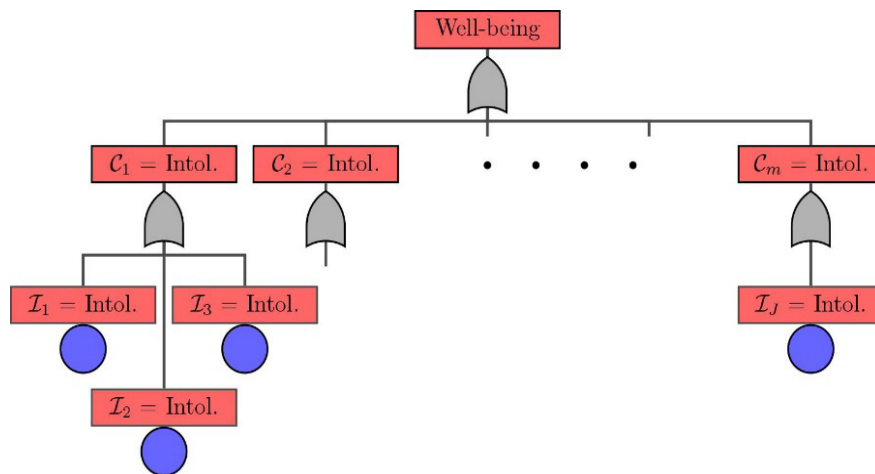 Well-being
𝒞₁ = Intol.
𝒞₂ = Intol.
𝒞ₘ = Intol.
ℐ₁ = Intol.
ℐ₃ = Intol.
ℐ_J = Intol.
ℐ₂ = Intol.